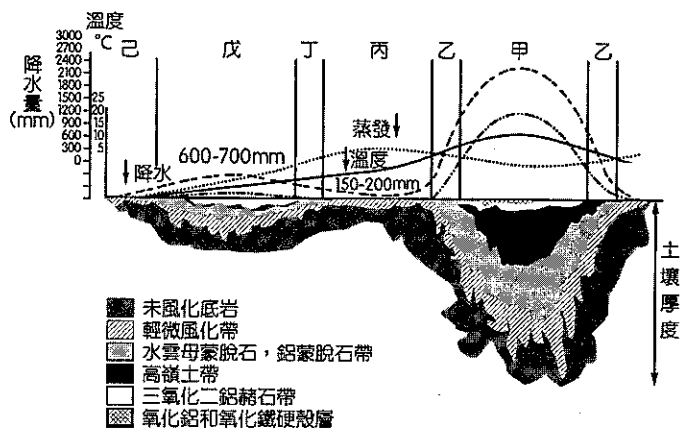 溫度
℃
降水量
(mm)
3000
3000
2400
2100
1800
1500
1200
900
600
300
0
25
20
15
10
5
己
戊
丁
丙
乙
甲
乙
蒸發
溫度
降水
600-700mm
150-200mm
土壤厚度
未風化底岩
輕微風化帶
水雲母蒙脫石，鋁蒙脫石帶
高嶺土帶
三氧化二鋁赭石帶
氧化鋁和氧化鐵硬殼層